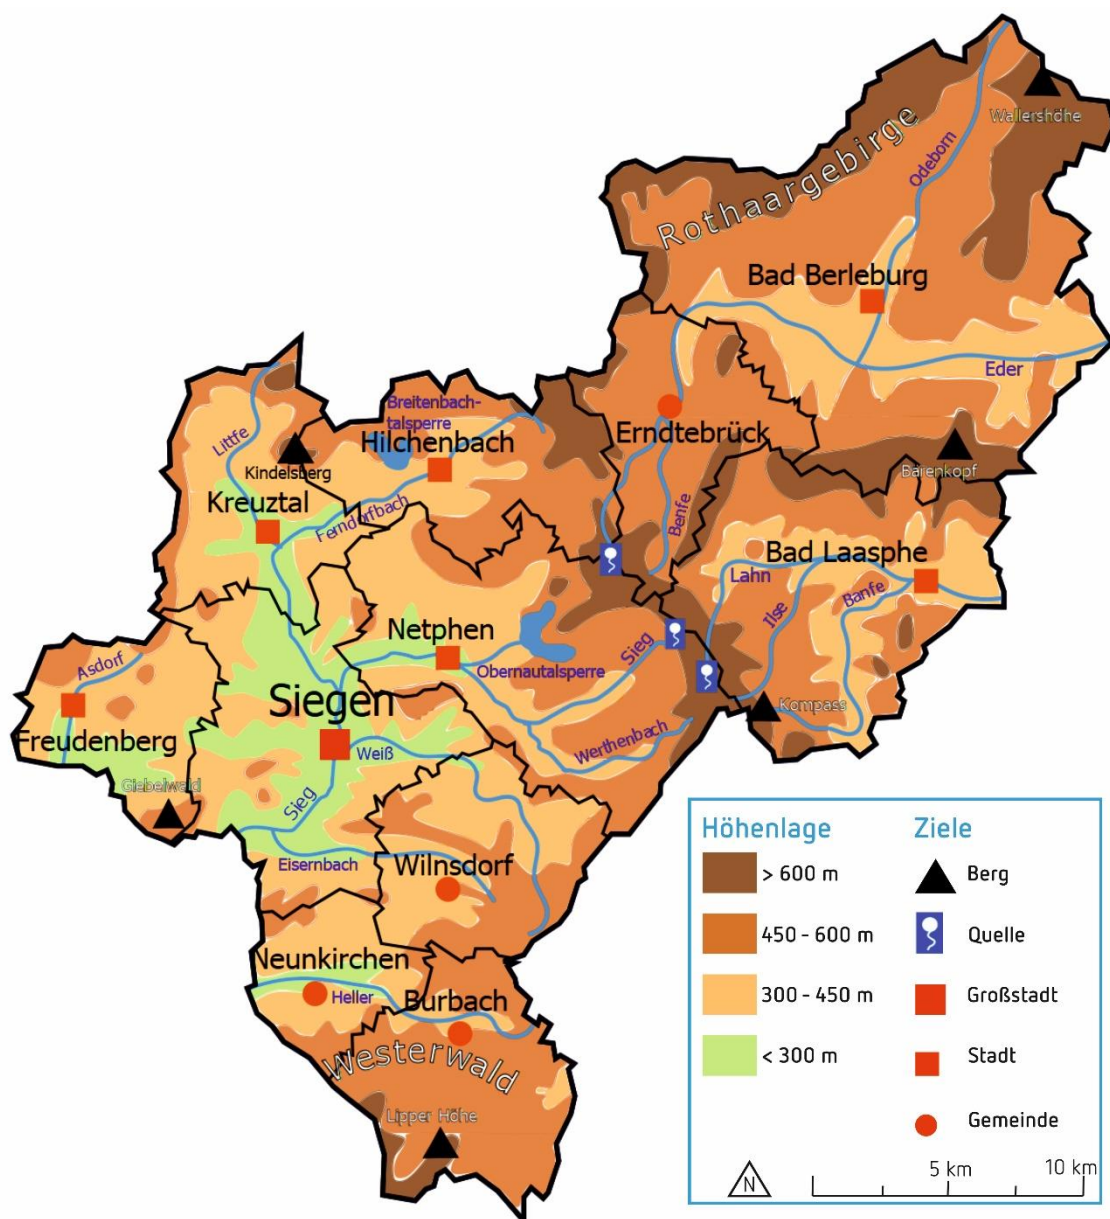 Wallershöhe
Rothaargebirge
Odeborn
Bad Berleburg
Eder
Breitenbach-
talsperre
Littfe
Hilchenbach
Erndtebrück
Kindelsberg
Bärenkopf
Kreuztal
Ferndorfbach
Benfe
Bad Laasphe
Lahn
Ilse
Banfe
Netphen
Obernautalsperre
Sieg
Asdorf
Siegen
Kompass
Freudenberg
Weiß
Werthenbach
Giebelwald
Sieg
Eisernbach
Wilnsdorf
Neunkirchen
Heller
Burbach
Westerwald
Lipper Höhe
Höhenlage
> 600 m
450 - 600 m
300 - 450 m
< 300 m
Ziele
Berg
Quelle
Großstadt
Stadt
Gemeinde
N
5 km
10 km